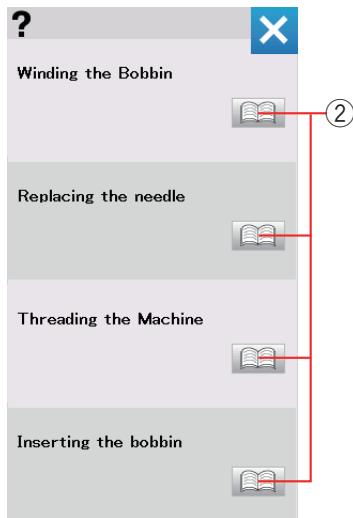 ?
Winding the Bobbin
②
Replacing the needle
Threading the Machine
Inserting the bobbin